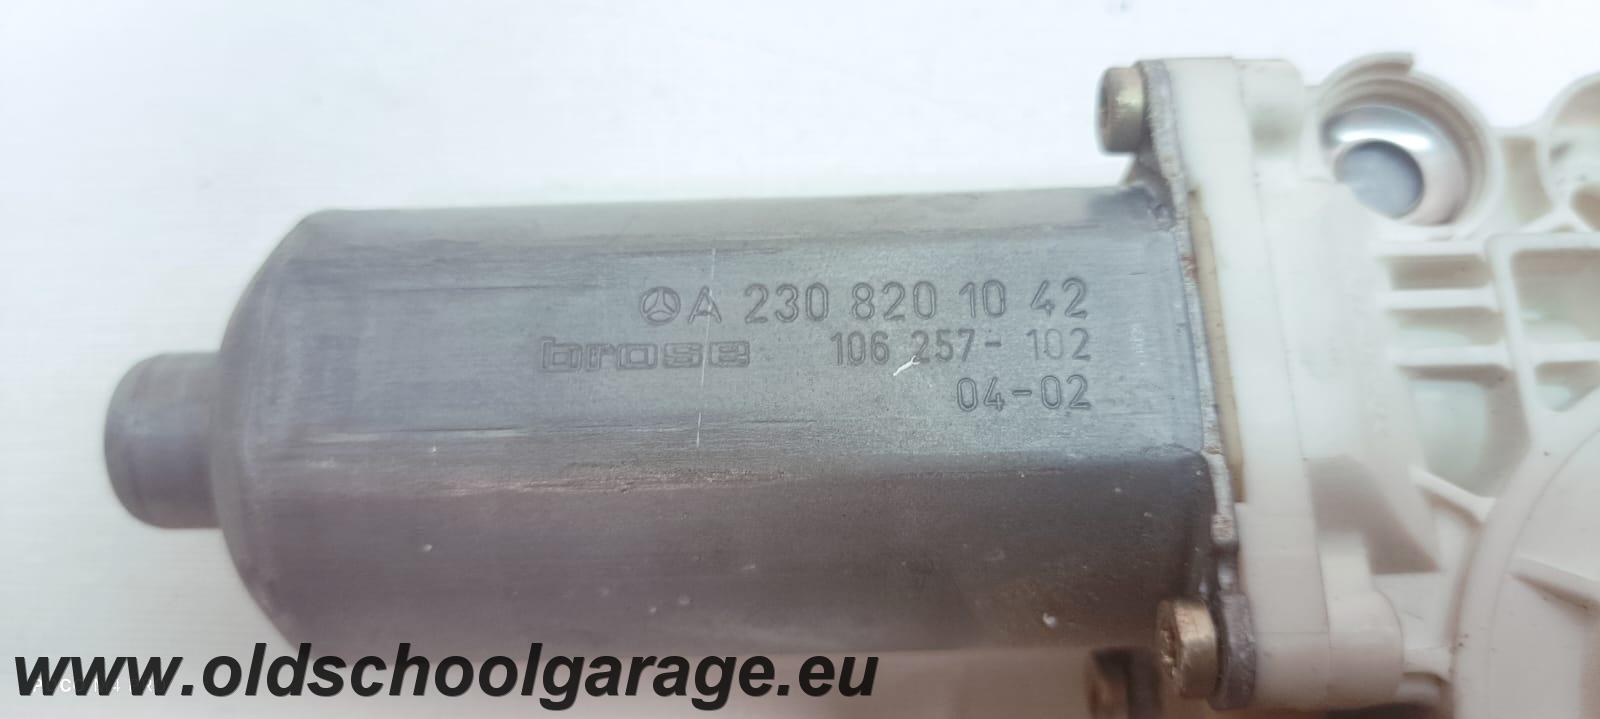 A 230 820 10 42
brose 106 257-102
04-02
www.oldschoolgarage.eu